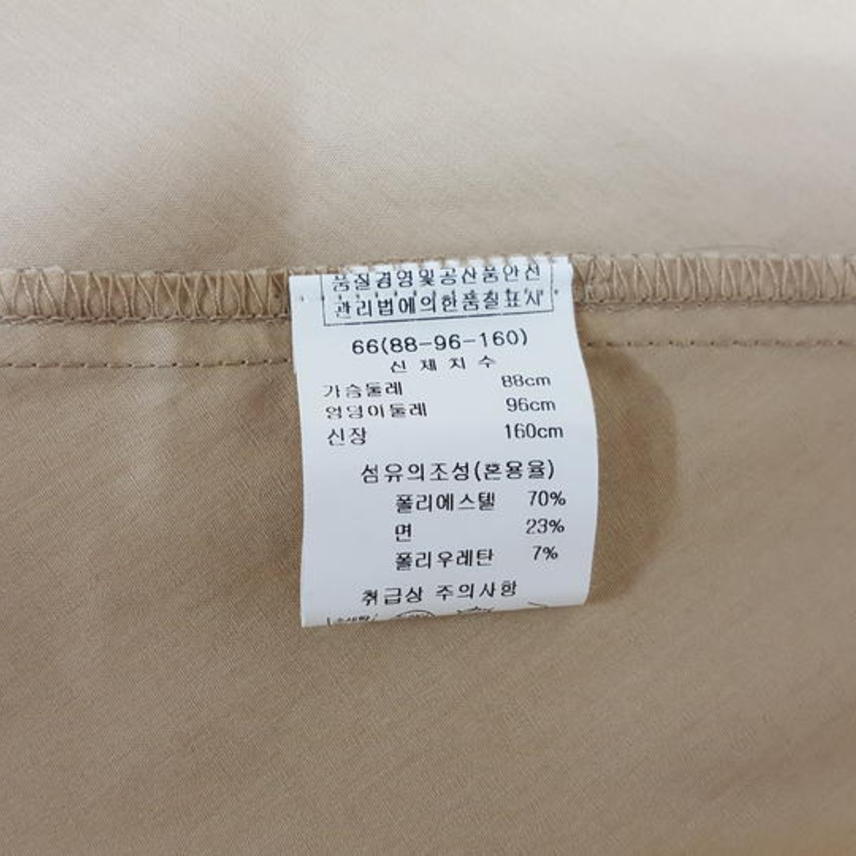 품질경영및공산품안전
관리법에의한품질표시
66(88-96-160)
신 체 치 수
가슴둘레 88cm
엉덩이둘레 96cm
신장 160cm
섬유의조성(혼용율)
폴리에스텔 70%
면 23%
폴리우레탄 7%
취급상 주의사항